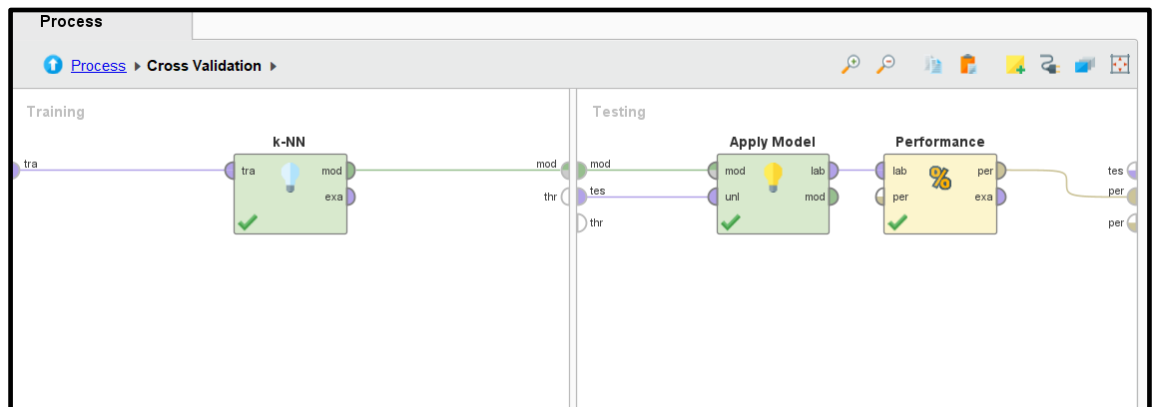 Process
Process Cross Validation
Training
Testing
k-NN
Apply Model
Performance
tra
tra
mod
exa
mod
thr
mod
tes
thr
mod
unl
lab
mod
lab
per
%
per
exa
tes
per
per